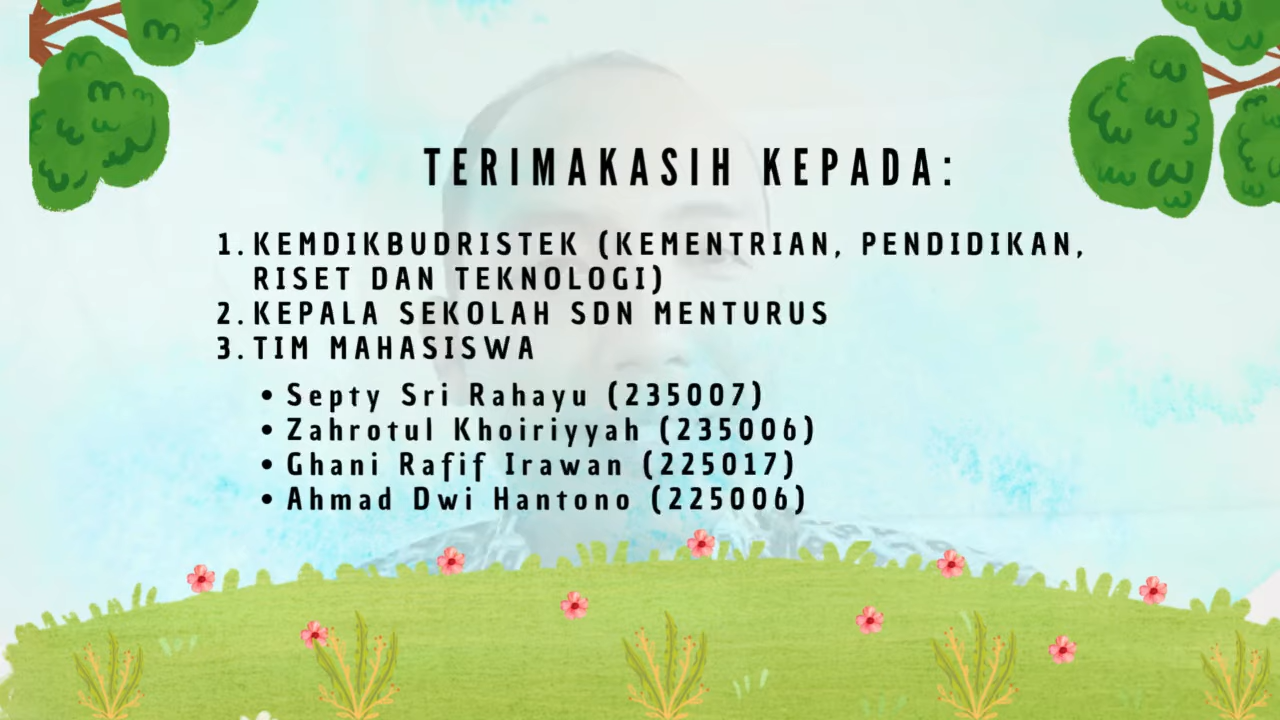 TERIMAKASIH KEPADA:
1. KEMDIKBUDRISTEK (KEMENTRIAN, PENDIDIKAN,
RISET DAN TEKNOLOGI)
2. KEPALA SEKOLAH SDN MENTURUS
3. TIM MAHASISWA
• Septy Sri Rahayu (235007)
• Zahrotul Khoiriyyah (235006)
• Ghani Rafif Irawan (225017)
• Ahmad Dwi Hantono (225006)